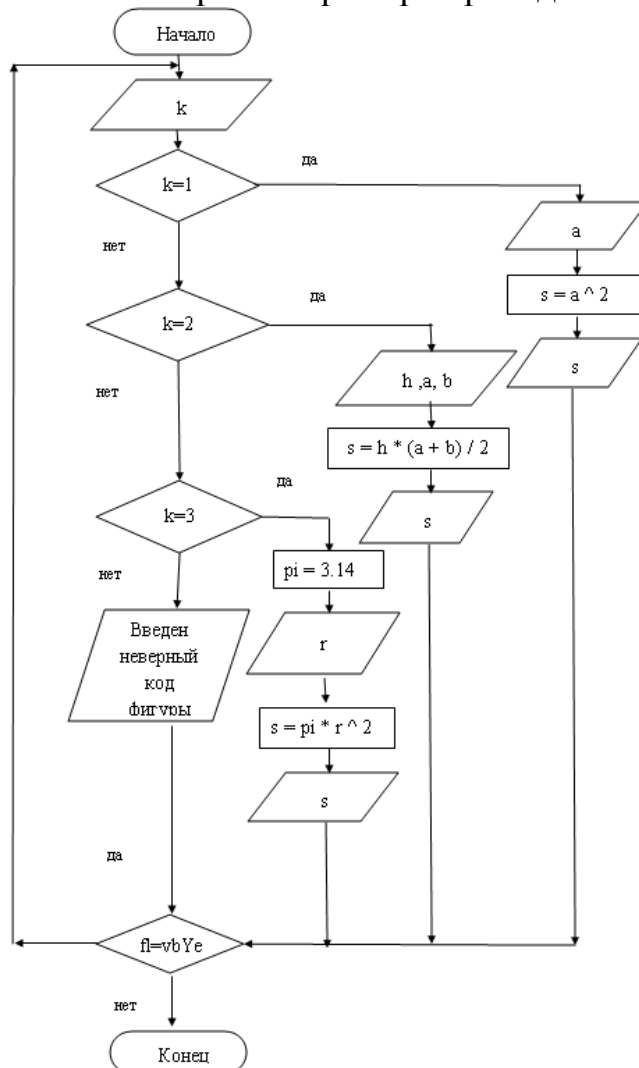 Начало
k
да
k=1
a
нет
s = a ^ 2
да
k=2
s
h ,a, b
нет
s = h * (a + b) / 2
да
k=3
s
нет
pi = 3.14
Введен
неверный
код
фигуры
r
s = pi * r ^ 2
s
да
fl=vbYe
нет
Конец